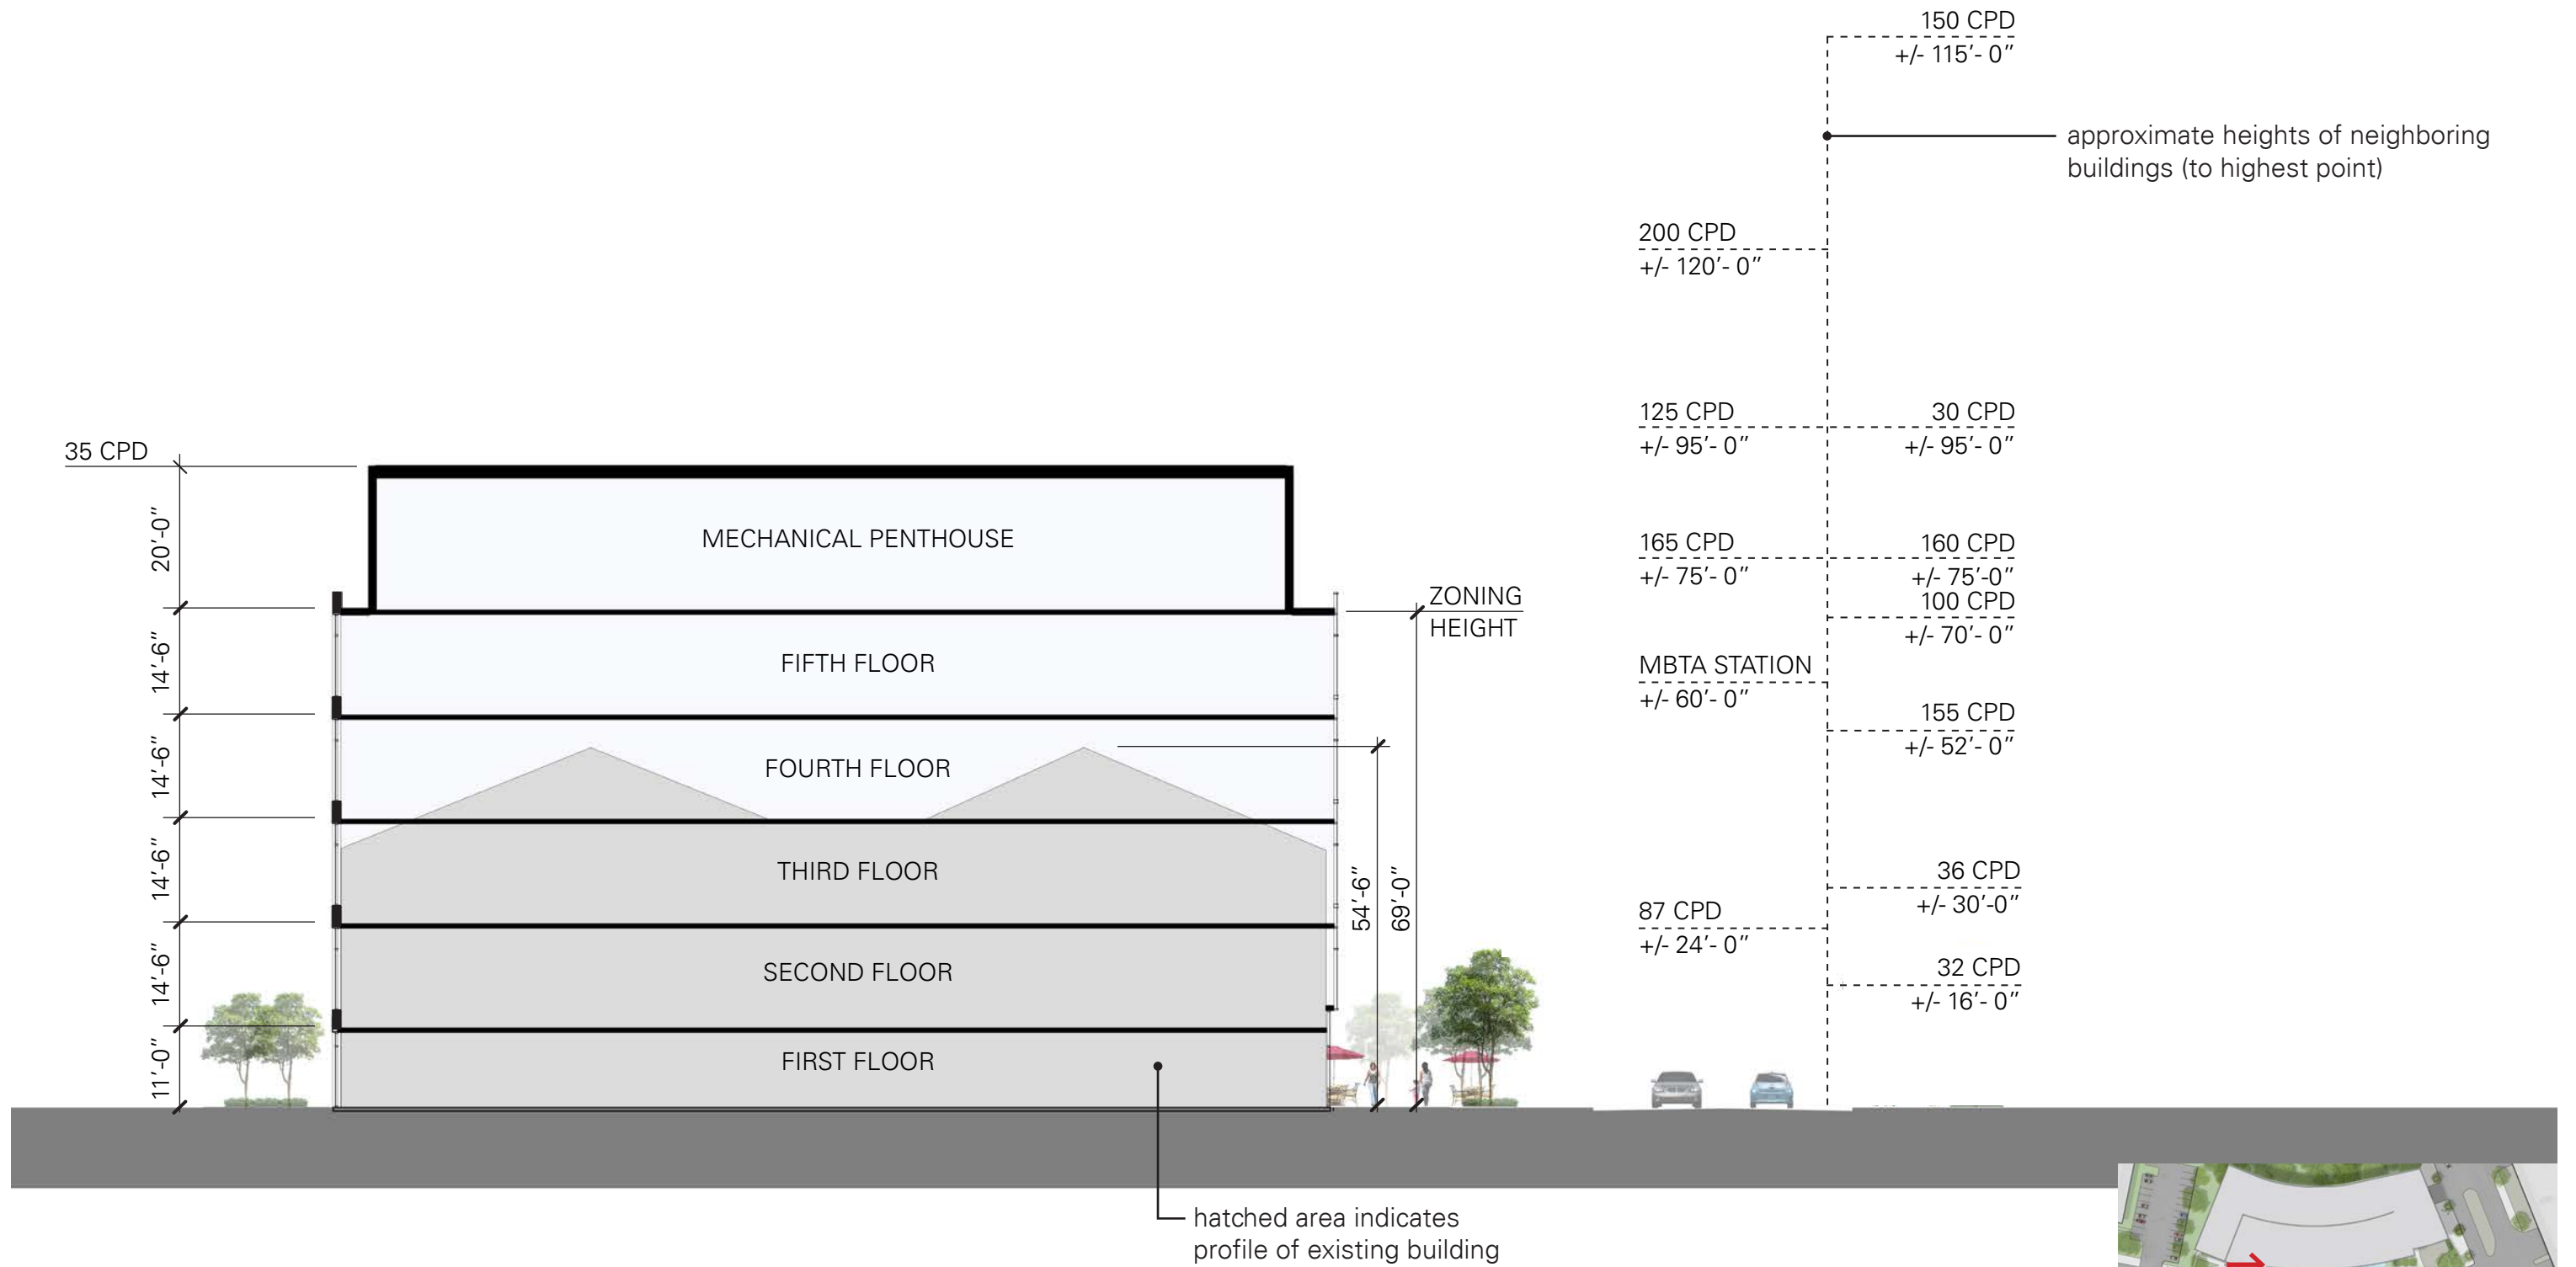 150 CPD
+/- 115'- 0"
approximate heights of neighboring
buildings (to highest point)
200 CPD
+/- 120'- 0"
125 CPD
+/- 95'- 0"
30 CPD
+/- 95'- 0"
35 CPD
20'-0"
MECHANICAL PENTHOUSE
165 CPD
+/- 75'- 0"
160 CPD
+/- 75'-0"
ZONING
HEIGHT
100 CPD
+/- 70'- 0"
14'-6"
FIFTH FLOOR
MBTA STATION
+/- 60'- 0"
155 CPD
+/- 52'- 0"
14'-6"
FOURTH FLOOR
14'-6"
THIRD FLOOR
54'-6"
69'-0"
36 CPD
+/- 30'-0"
87 CPD
+/- 24'- 0"
14'-6"
SECOND FLOOR
32 CPD
+/- 16'- 0"
11'-0"
FIRST FLOOR
hatched area indicates
profile of existing building